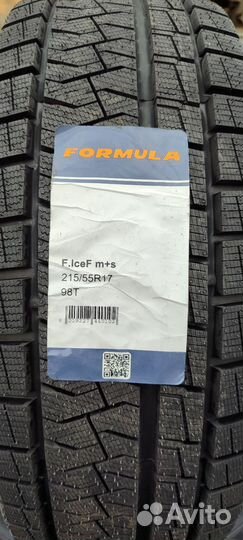 FORMULA
F.IceF m+s
215/55R17
98T
Avito